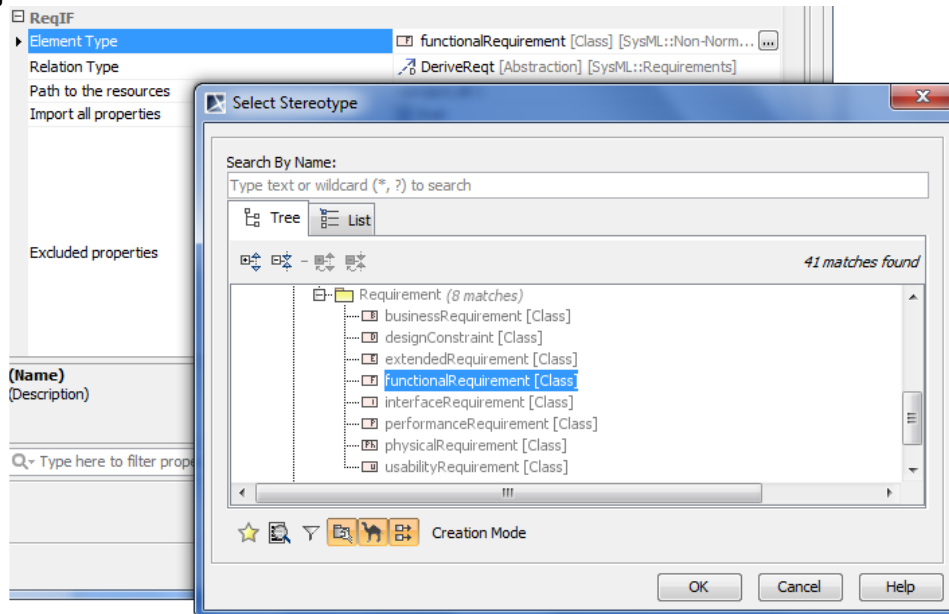 ReqIF
Element Type
functionalRequirement [Class] [SysML::Non-Norm... ...
Relation Type
DeriveReqt [Abstraction] [SysML::Requirements]
Path to the resources
Import all properties
Excluded properties
(Name)
(Description)
Type here to filter prope
Select Stereotype
Search By Name:
Type text or wildcard (*, ?) to search
Tree
List
41 matches found
Requirement (8 matches)
B businessRequirement [Class]
D designConstraint [Class]
E extendedRequirement [Class]
F functionalRequirement [Class]
I interfaceRequirement [Class]
P performanceRequirement [Class]
Ph physicalRequirement [Class]
U usabilityRequirement [Class]
Creation Mode
OK
Cancel
Help